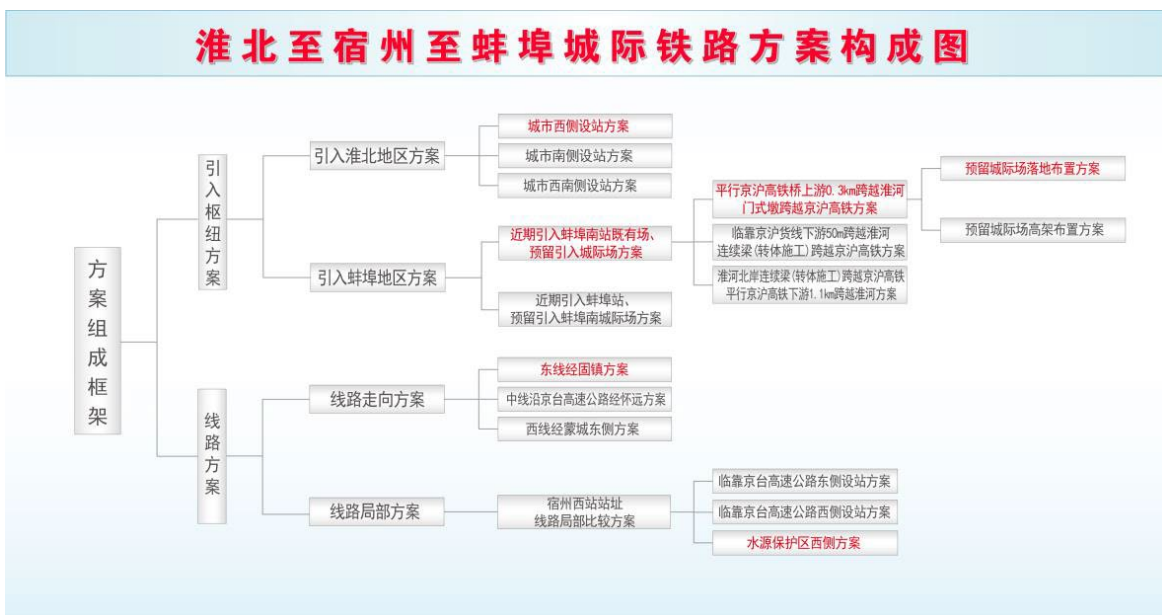 淮北至宿州至蚌埠城际铁路方案构成图
方案组成框架
引入枢纽方案
引入淮北地区方案
城市西侧设站方案
城市南侧设站方案
城市西南侧设站方案
引入蚌埠地区方案
近期引入蚌埠南站既有场、
预留引入城际场方案
平行京沪高铁桥上游0.3km跨越淮河
门式墩跨越京沪高铁方案
预留城际场落地布置方案
预留城际场高架布置方案
临靠京沪货线下游50m跨越淮河
连续梁(转体施工)跨越京沪高铁方案
淮河北岸连续梁(转体施工)跨越京沪高铁
平行京沪高铁下游1.1km跨越淮河方案
近期引入蚌埠站、
预留引入蚌埠南城际场方案
线路方案
线路走向方案
东线经固镇方案
中线沿京台高速公路经怀远方案
西线经蒙城东侧方案
线路局部方案
宿州西站站址
线路局部比较方案
临靠京台高速公路东侧设站方案
临靠京台高速公路西侧设站方案
水源保护区西侧方案